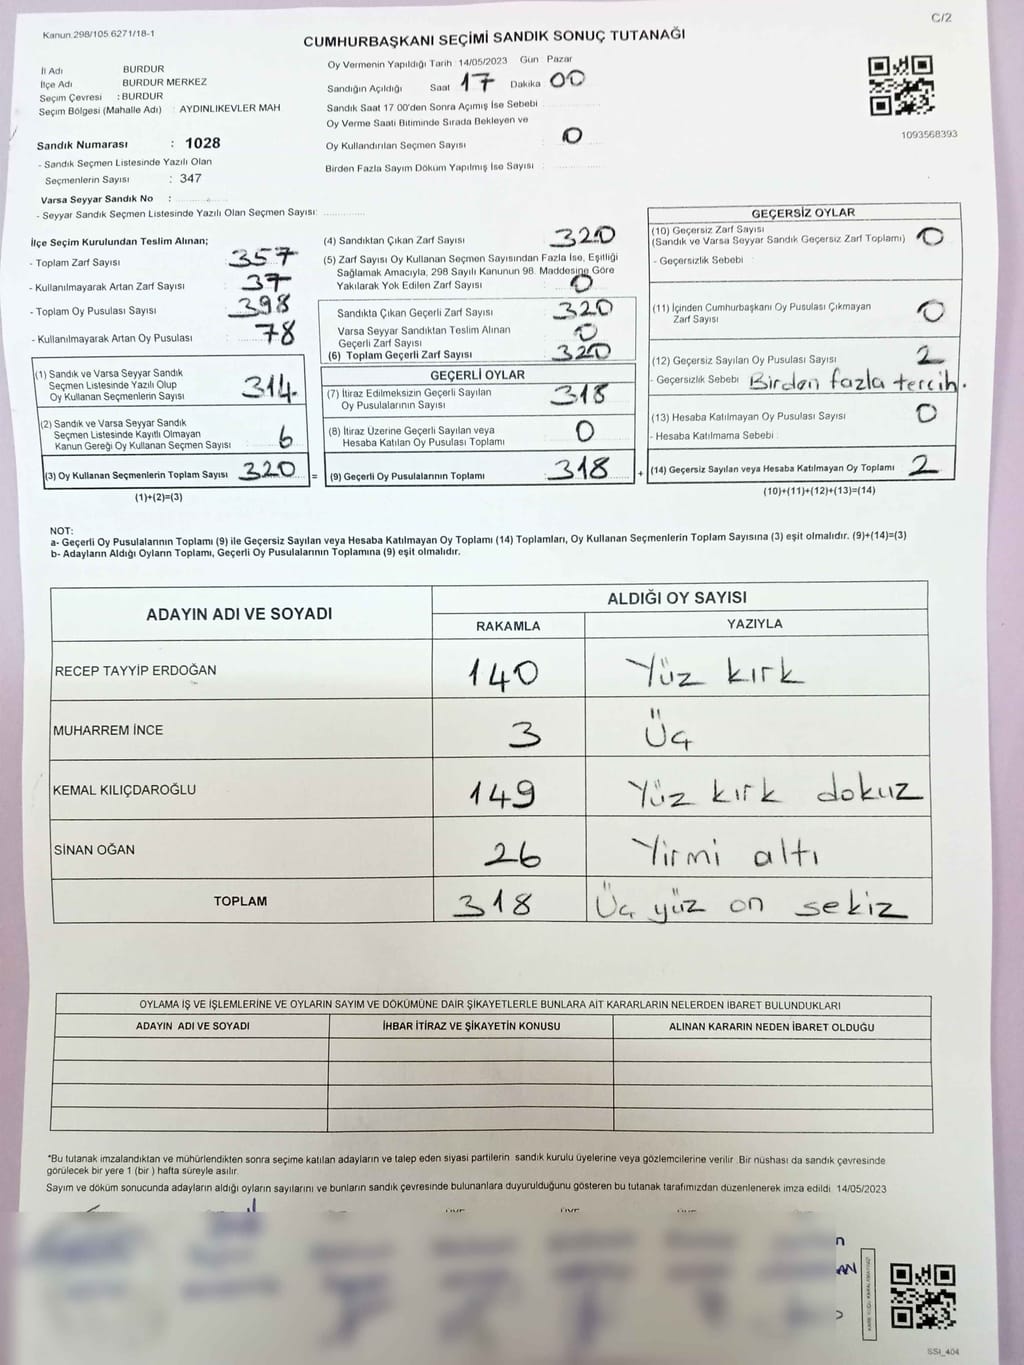 Kanun 298/105 6271/18-1
C/2
CUMHURBAŞKANI SEÇİMİ SANDIK SONUÇ TUTANAĞI
İl Adı BURDUR
İlçe Adı BURDUR MERKEZ
Seçim Çevresi : BURDUR
Seçim Bölgesi (Mahalle Adı) : AYDINLIKEVLER MAH
Sandık Numarası : 1028
- Sandık Seçmen Listesinde Yazılı Olan
Seçmenlerin Sayısı : 347
Varsa Seyyar Sandık No :
- Seyyar Sandık Seçmen Listesinde Yazılı Olan Seçmen Sayısı:
Oy Vermenin Yapıldığı Tarih 14/05/2023 Gün Pazar
Sandığın Açıldığı Saat 17 Dakika 00
Sandık Saat 17 00'den Sonra Açımış İse Sebebi
Oy Verme Saati Bitiminde Sırada Bekleyen ve
Oy Kullandırılan Seçmen Sayısı 0
Birden Fazla Sayım Döküm Yapılmış İse Sayısı
1093568393
İlçe Seçim Kurulundan Teslim Alınan;
- Toplam Zarf Sayısı 357
- Kullanılmayarak Artan Zarf Sayısı 37
- Toplam Oy Pusulası Sayısı 398
- Kullanılmayarak Artan Oy Pusulası 78
(1) Sandık ve Varsa Seyyar Sandık
Seçmen Listesinde Yazılı Olup
Oy Kullanan Seçmenlerin Sayısı 314
(2) Sandık ve Varsa Seyyar Sandık
Seçmen Listesinde Kayıtlı Olmayan
Kanun Gereği Oy Kullanan Seçmen Sayısı 6
(3) Oy Kullanan Seçmenlerin Toplam Sayısı 320 =
(1)+(2)=(3)
(4) Sandıktan Çıkan Zarf Sayısı 320
(5) Zarf Sayısı Oy Kullanan Seçmen Sayısından Fazla İse, Eşitliği
Sağlamak Amacıyla, 298 Sayılı Kanunun 98. Maddesine Göre
Yakılarak Yok Edilen Zarf Sayısı 0
Sandıkta Çıkan Geçerli Zarf Sayısı 320
Varsa Seyyar Sandıktan Teslim Alınan
Geçerli Zarf Sayısı 0
(6) Toplam Geçerli Zarf Sayısı 320
GEÇERLİ OYLAR
(7) İtiraz Edilmeksizin Geçerli Sayılan
Oy Pusulalarının Sayısı 318
(8) İtiraz Üzerine Geçerli Sayılan veya
Hesaba Katılan Oy Pusulası Toplamı 0
(9) Geçerli Oy Pusulalarının Toplamı 318 +
GEÇERSİZ OYLAR
(10) Geçersiz Zarf Sayısı
(Sandık ve Varsa Seyyar Sandık Geçersiz Zarf Toplamı) 0
- Geçersizlik Sebebi
(11) İçinden Cumhurbaşkanı Oy Pusulası Çıkmayan
Zarf Sayısı 0
(12) Geçersiz Sayılan Oy Pusulası Sayısı 2
- Geçersizlik Sebebi Birden fazla tercih.
(13) Hesaba Katılmayan Oy Pusulası Sayısı 0
- Hesaba Katılmama Sebebi
(14) Geçersiz Sayılan veya Hesaba Katılmayan Oy Toplamı 2
(10)+(11)+(12)+(13)=(14)
NOT:
a- Geçerli Oy Pusulalarının Toplamı (9) ile Geçersiz Sayılan veya Hesaba Katılmayan Oy Toplamı (14) Toplamları, Oy Kullanan Seçmenlerin Toplam Sayısına (3) eşit olmalıdır. (9)+(14)=(3)
b- Adayların Aldığı Oyların Toplamı, Geçerli Oy Pusulalarının Toplamına (9) eşit olmalıdır.
ADAYIN ADI VE SOYADI ALDIĞI OY SAYISI
RAKAMLA YAZIYLA
RECEP TAYYİP ERDOĞAN 140 Yüz kırk
MUHARREM İNCE 3 Üç
KEMAL KILIÇDAROĞLU 149 Yüz kırk dokuz
SİNAN OĞAN 26 Yirmi altı
TOPLAM 318 Üç yüz on sekiz
OYLAMA İŞ VE İŞLEMLERİNE VE OYLARIN SAYIM VE DÖKÜMÜNE DAİR ŞİKAYETLERLE BUNLARA AİT KARARLARIN NELERDEN İBARET BULUNDUKLARI
ADAYIN ADI VE SOYADI İHBAR İTİRAZ VE ŞİKAYETİN KONUSU ALINAN KARARIN NEDEN İBARET OLDUĞU
*Bu tutanak imzalandıktan ve mühürlendikten sonra seçime katılan adayların ve talep eden siyasi partilerin sandık kurulu üyelerine veya gözlemcilerine verilir. Bir nüshası da sandık çevresinde
görülecek bir yere 1 (bir) hafta süreyle asılır.
Sayım ve döküm sonucunda adayların aldığı oyların sayılarını ve bunların sandık çevresinde bulunanlara duyurulduğunu gösteren bu tutanak tarafımızdan düzenlenerek imza edildi 14/05/2023
SSI_404